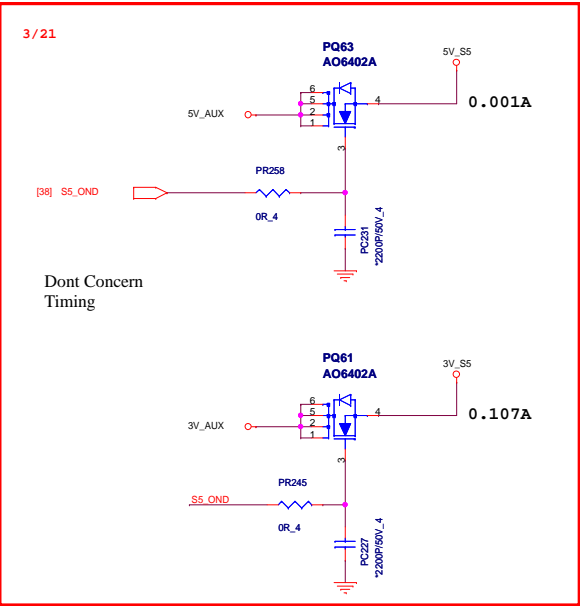 3/21
PQ63
AO6402A
5V_S5
6
5
2
1
4
0.001A
5V_AUX
3
PR258
[38] S5_OND
0R_4
PC231
*2200P/50V_4
Dont Concern
Timing
PQ61
AO6402A
3V_S5
6
5
2
1
4
0.107A
3V_AUX
3
PR245
S5_OND
0R_4
PC227
*2200P/50V_4